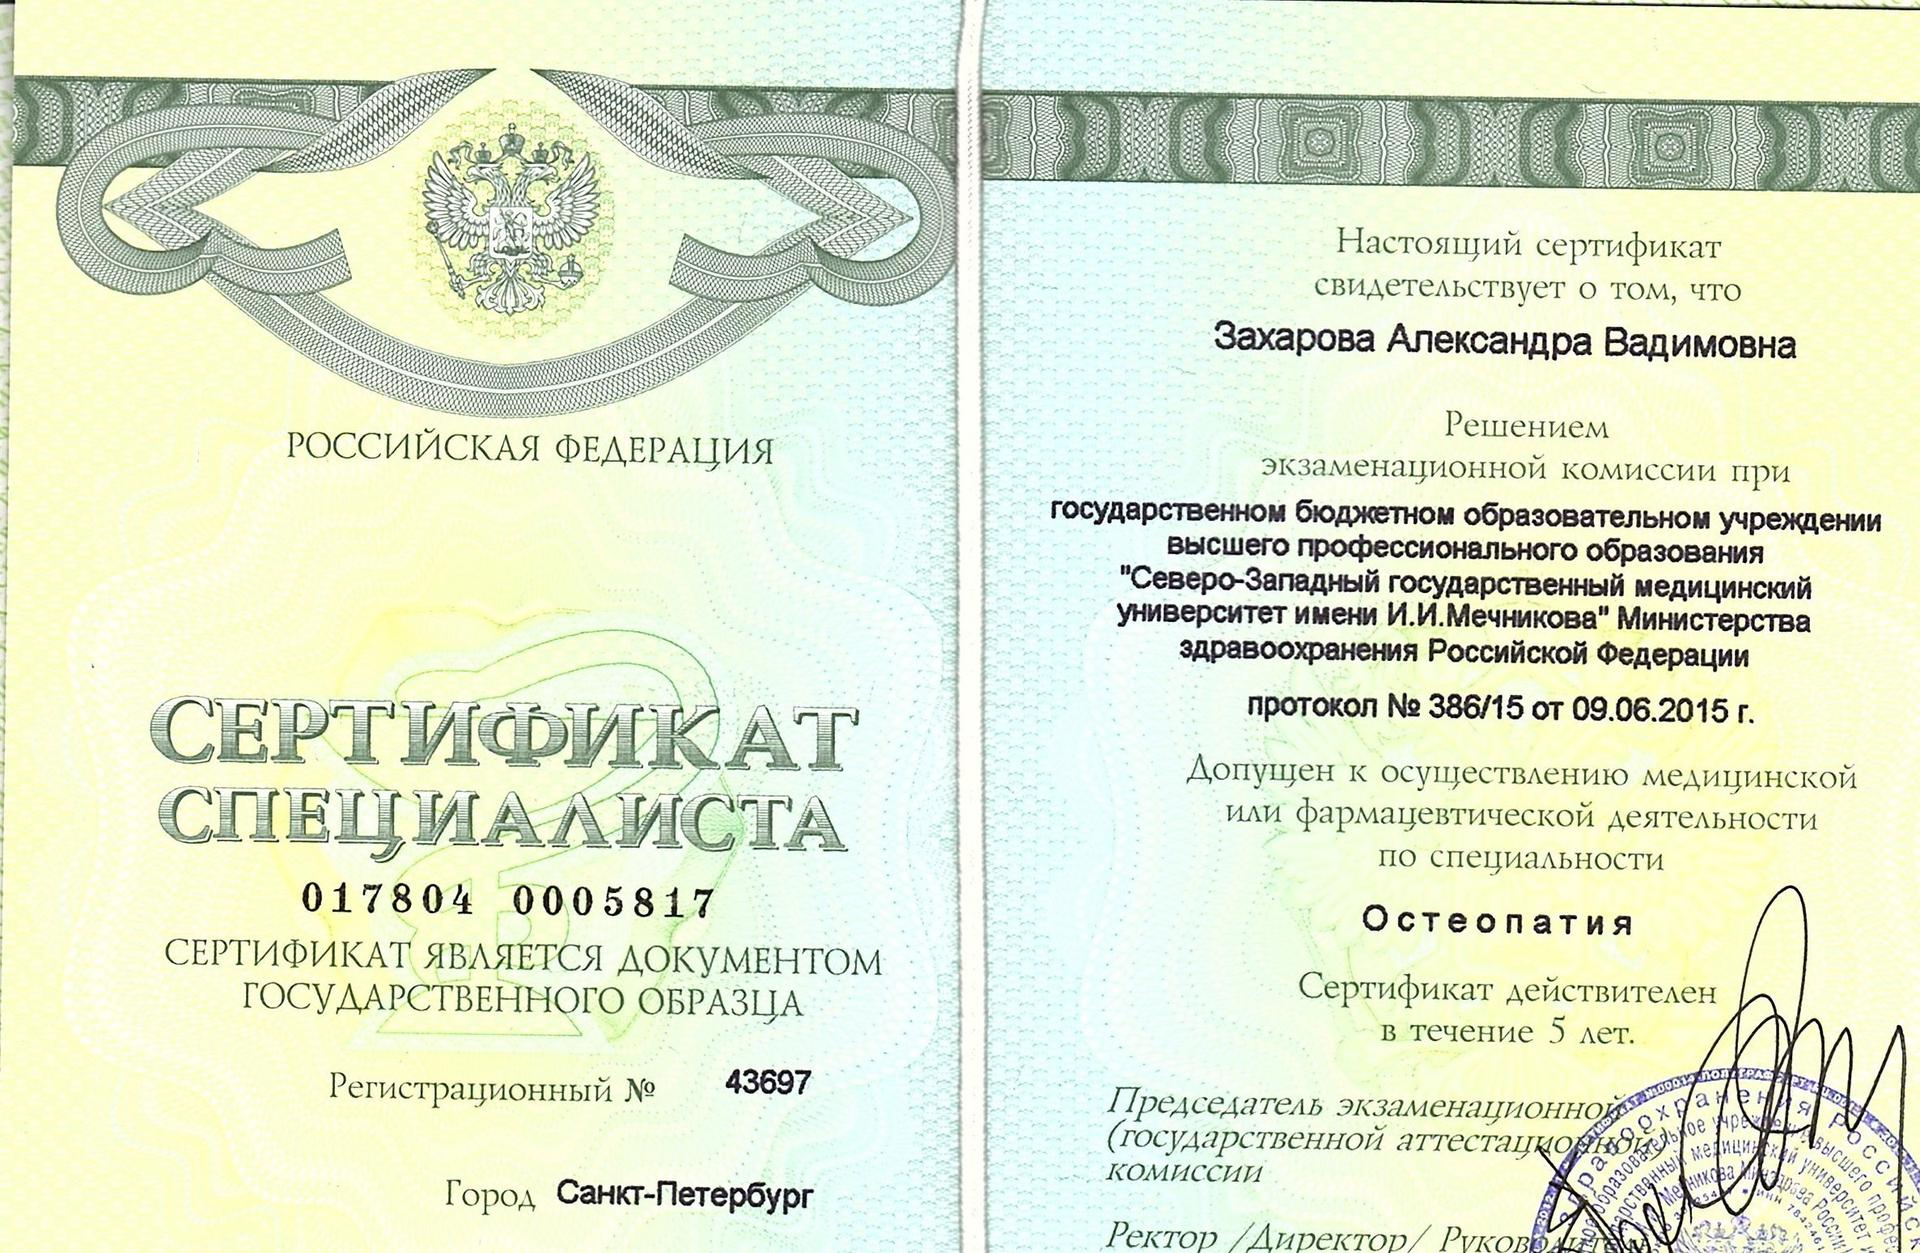 РОССИЙСКАЯ ФЕДЕРАЦИЯ
СЕРТИФИКАТ
СПЕЦИАЛИСТА
017804 0005817
СЕРТИФИКАТ ЯВЛЯЕТСЯ ДОКУМЕНТОМ
ГОСУДАРСТВЕННОГО ОБРАЗЦА
Регистрационный № 43697
Город Санкт-Петербург
Настоящий сертификат
свидетельствует о том, что
Захарова Александра Вадимовна
Решением
экзаменационной комиссии при
государственном бюджетном образовательном учреждении
высшего профессионального образования
"Северо-Западный государственный медицинский
университет имени И.И.Мечникова" Министерства
здравоохранения Российской Федерации
протокол № 386/15 от 09.06.2015 г.
Допущен к осуществлению медицинской
или фармацевтической деятельности
по специальности
Остеопатия
Сертификат действителен
в течение 5 лет.
Председатель экзаменационной
(государственной аттестационной)
комиссии
Ректор /Директор/ Руководитель